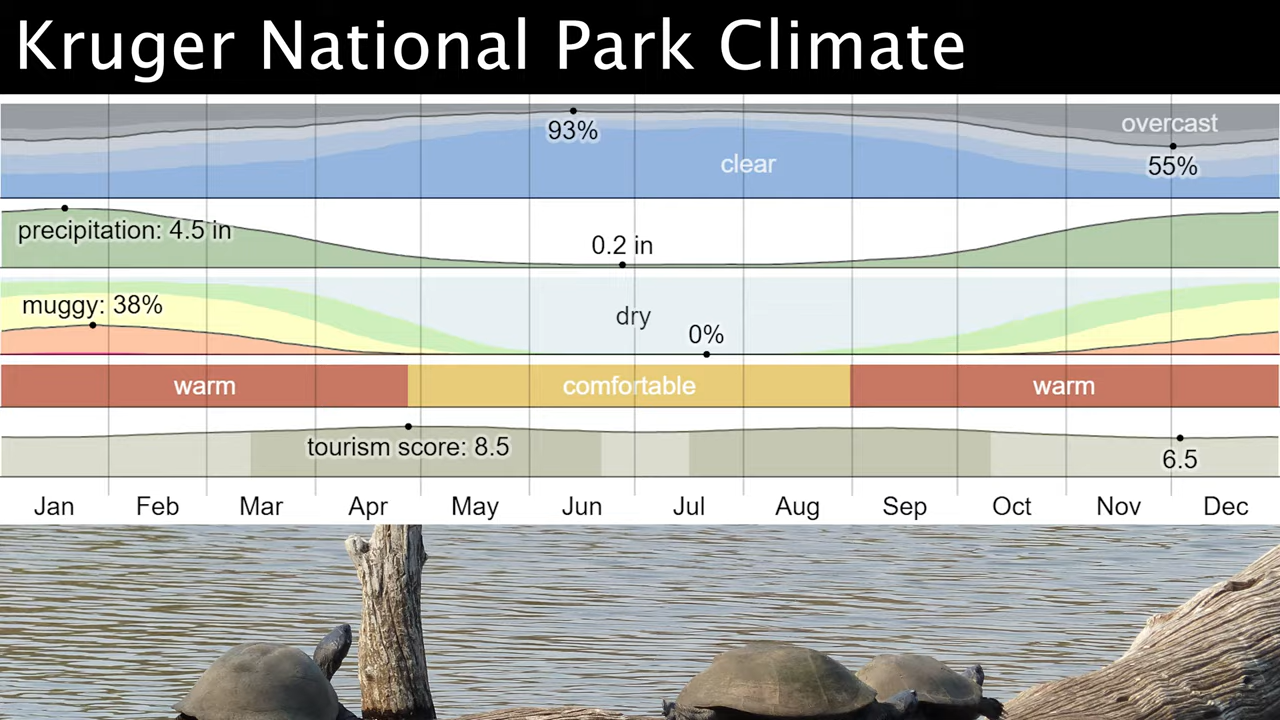 Kruger National Park Climate
overcast
93%
clear
55%
precipitation: 4.5 in
0.2 in
muggy: 38%
dry
0%
warm comfortable warm
tourism score: 8.5
6.5
Jan Feb Mar Apr May Jun Jul Aug Sep Oct Nov Dec